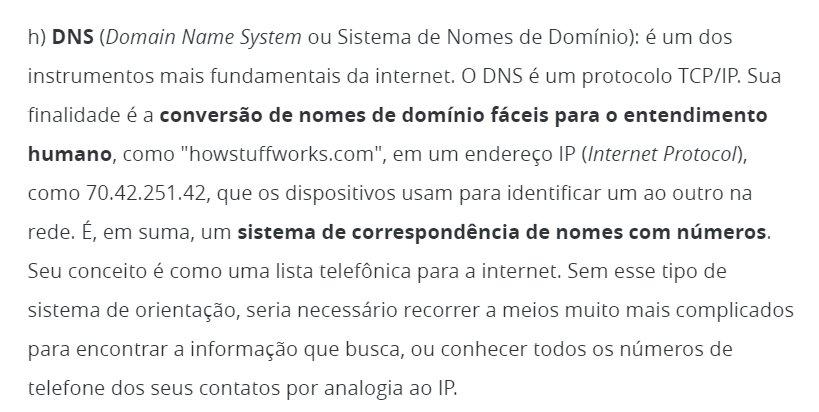 h) DNS (Domain Name System ou Sistema de Nomes de Domínio): é um dos
instrumentos mais fundamentais da internet. O DNS é um protocolo TCP/IP. Sua
finalidade é a conversão de nomes de domínio fáceis para o entendimento
humano, como "howstuffworks.com", em um endereço IP (Internet Protocol),
como 70.42.251.42, que os dispositivos usam para identificar um ao outro na
rede. É, em suma, um sistema de correspondência de nomes com números.
Seu conceito é como uma lista telefônica para a internet. Sem esse tipo de
sistema de orientação, seria necessário recorrer a meios muito mais complicados
para encontrar a informação que busca, ou conhecer todos os números de
telefone dos seus contatos por analogia ao IP.